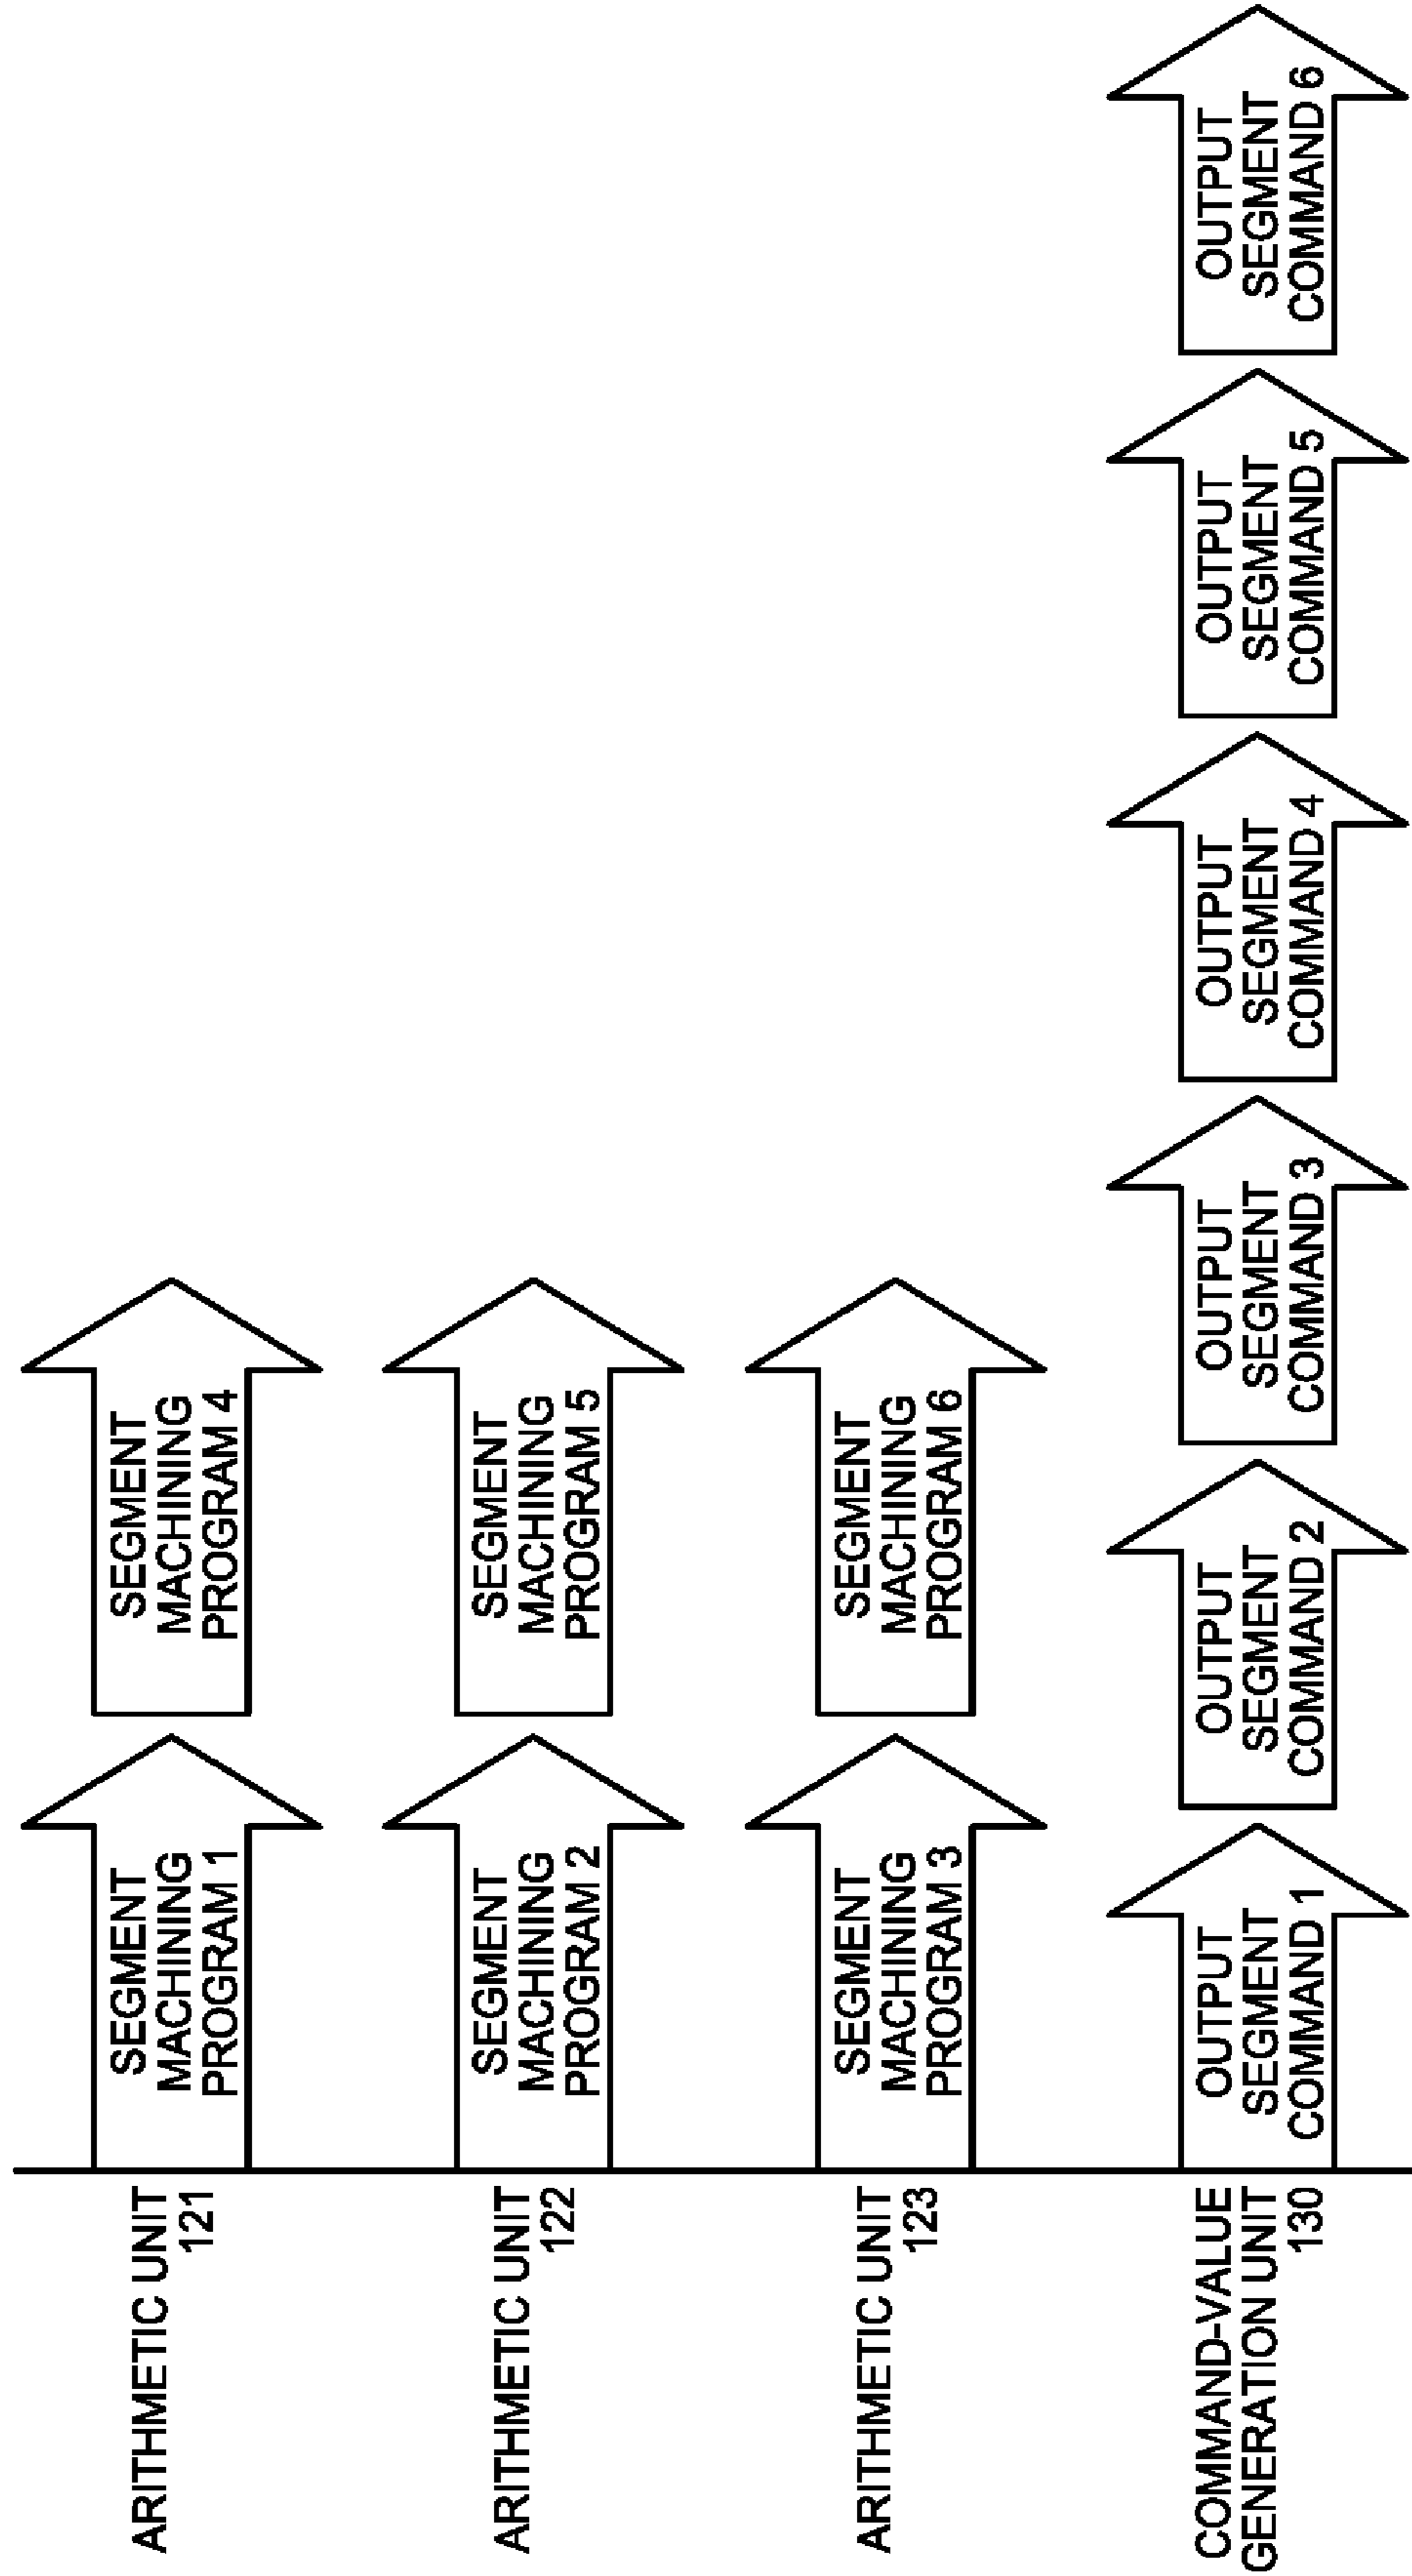 ARITHMETIC UNIT
121
SEGMENT
MACHINING
PROGRAM 1
SEGMENT
MACHINING
PROGRAM 4
ARITHMETIC UNIT
122
SEGMENT
MACHINING
PROGRAM 2
SEGMENT
MACHINING
PROGRAM 5
ARITHMETIC UNIT
123
SEGMENT
MACHINING
PROGRAM 3
SEGMENT
MACHINING
PROGRAM 6
COMMAND-VALUE
GENERATION UNIT
130
OUTPUT
SEGMENT
COMMAND 1
OUTPUT
SEGMENT
COMMAND 2
OUTPUT
SEGMENT
COMMAND 3
OUTPUT
SEGMENT
COMMAND 4
OUTPUT
SEGMENT
COMMAND 5
OUTPUT
SEGMENT
COMMAND 6